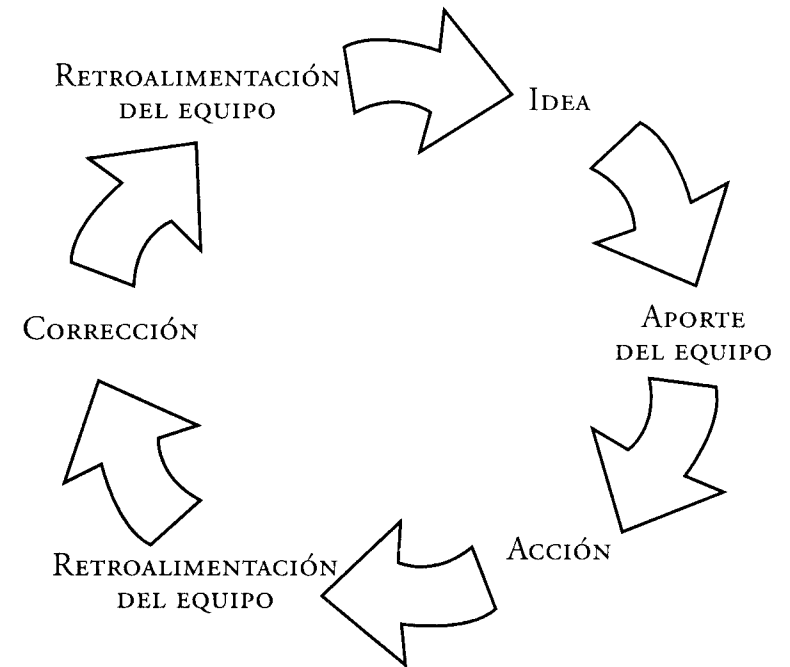 Retroalimentación
del equipo
Idea
Aporte
del equipo
Acción
Retroalimentación
del equipo
Corrección